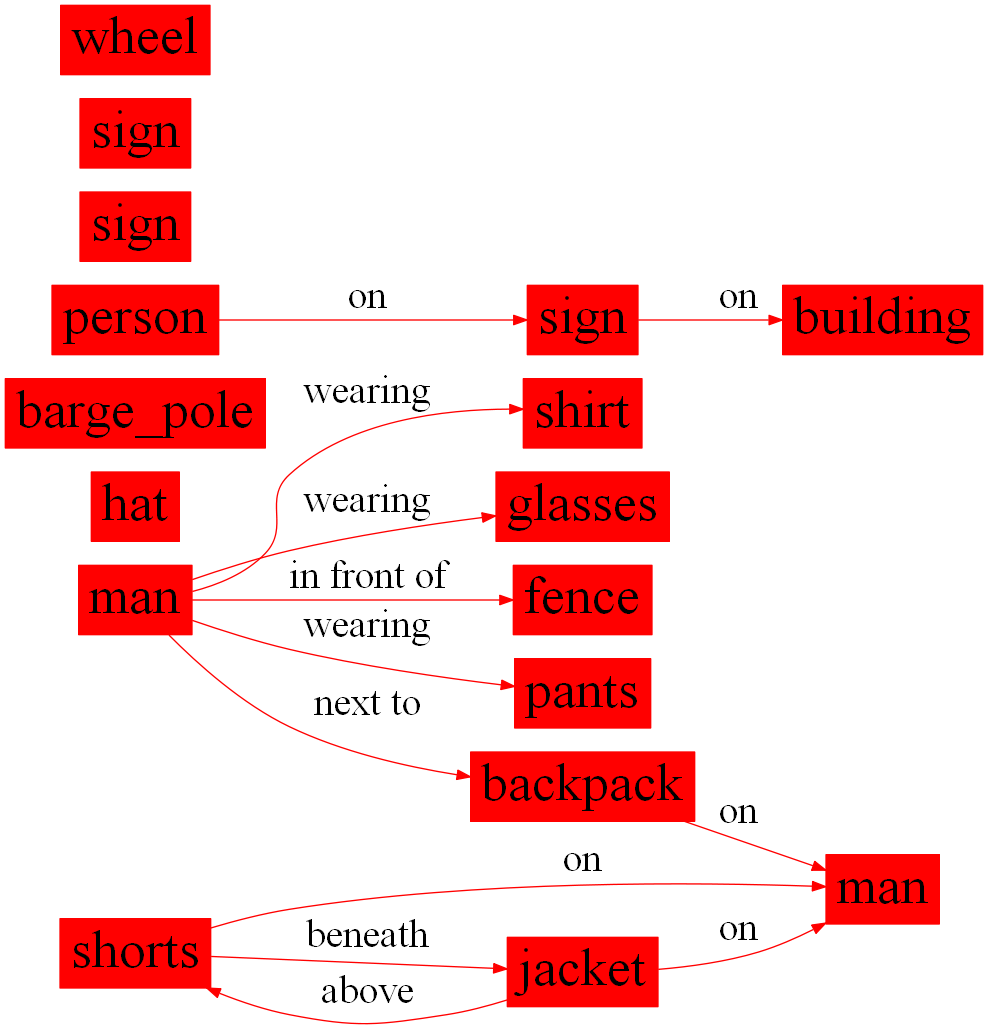 wheel
sign
sign
person on sign on building
barge_pole wearing shirt
hat wearing glasses
man in front of fence
wearing pants
next to backpack on
on man
shorts beneath jacket on
above